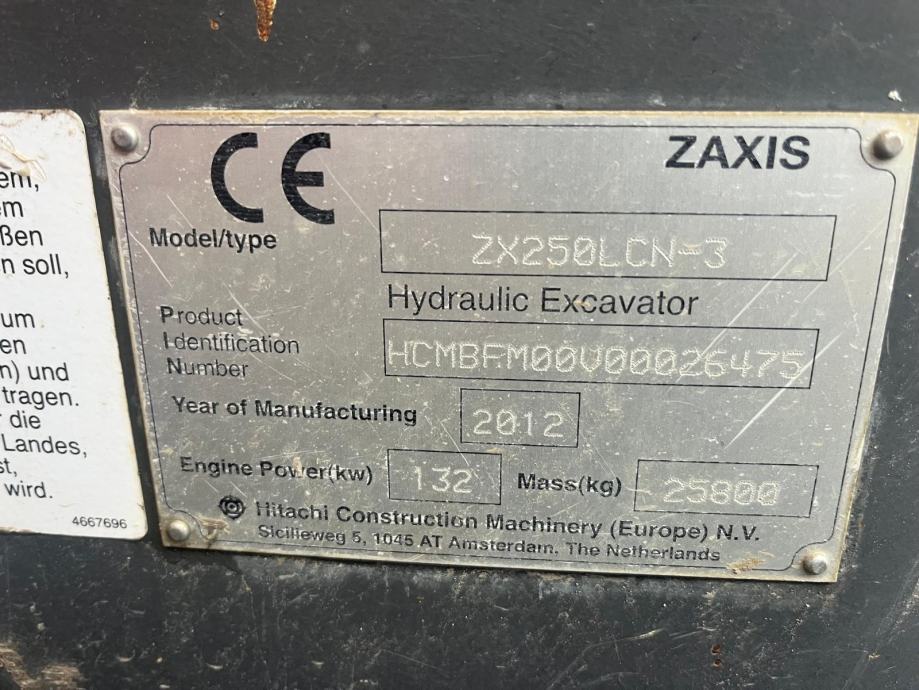 em,
em
ßen
n soll,
um
en
n) und
tragen.
r die
Landes,
st,
wird.
4667696
CE
ZAXIS
Model/type
ZX250LCN-3
Hydraulic Excavator
Product
Identification
Number
HCMBFM00V00026475
Year of Manufacturing
2012
Engine Power(kw)
132
Mass(kg)
25800
Hitachi Construction Machinery (Europe) N.V.
Sicilieweg 5, 1045 AT Amsterdam, The Netherlands